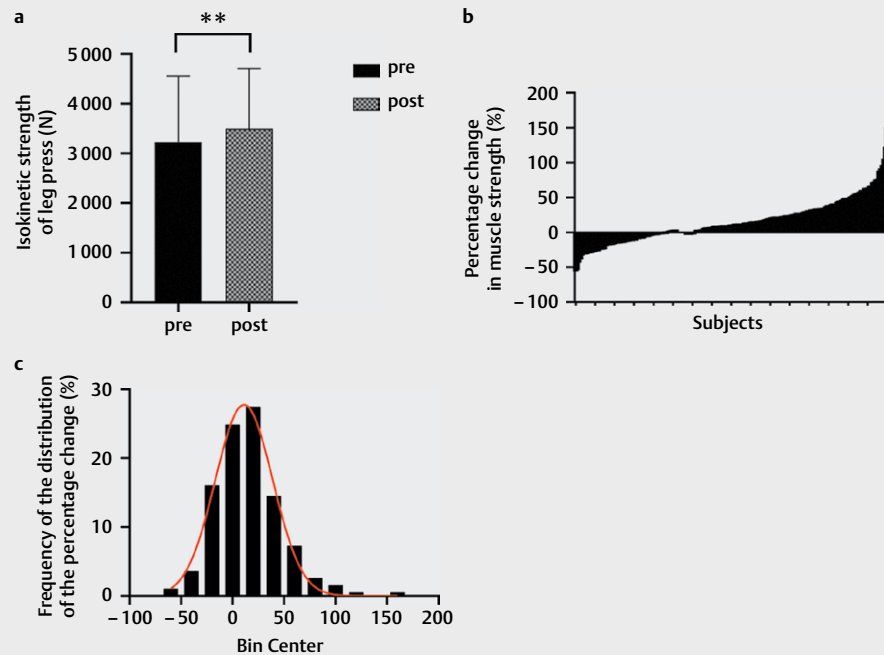 a
**
5 000
4 000
3 000
2 000
1 000
0
Isokinetic strength
of leg press (N)
pre
post
pre
post
b
200
150
100
50
0
– 50
– 100
Percentage change
in muscle strength (%)
Subjects
c
30
20
10
0
Frequency of the distribution
of the percentage change (%)
– 100 – 50 0 50 100 150 200
Bin Center